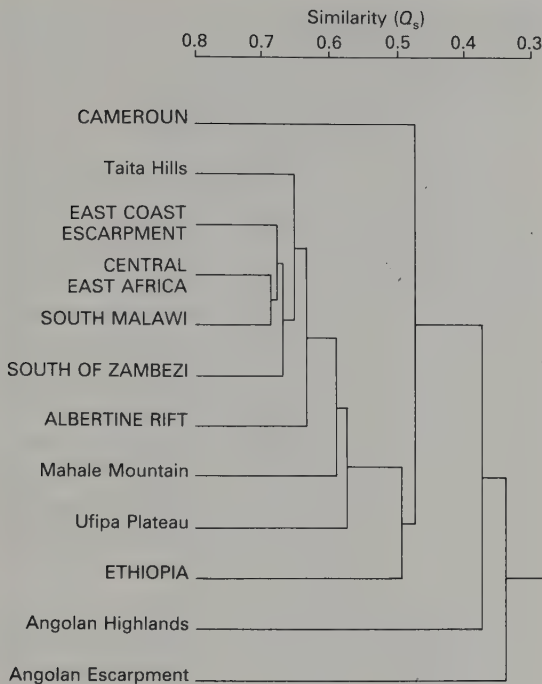 Similarity (Qs)
0.8 0.7 0.6 0.5 0.4 0.3
CAMEROUN
Taita Hills
EAST COAST
ESCARPMENT
CENTRAL
EAST AFRICA
SOUTH MALAWI
SOUTH OF ZAMBEZI
ALBERTINE RIFT
Mahale Mountain
Ufipa Plateau
ETHIOPIA
Angolan Highlands
Angolan Escarpment